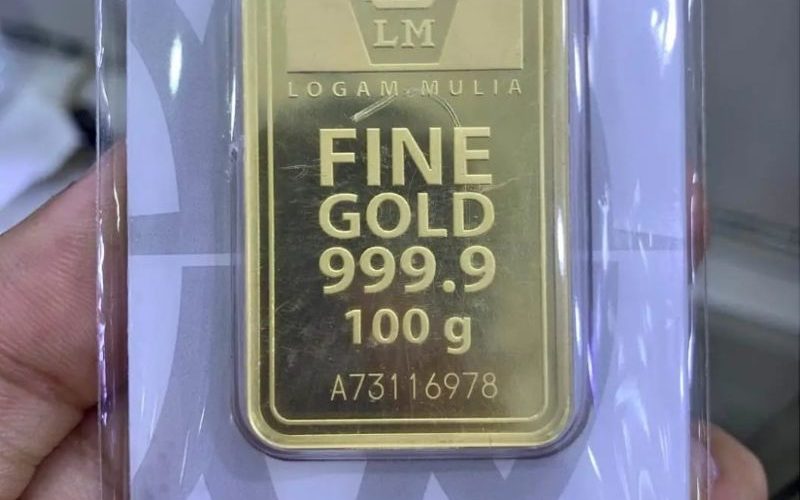 LM
LOGAM MULIA
FINE
GOLD
999.9
100 g
A73116978